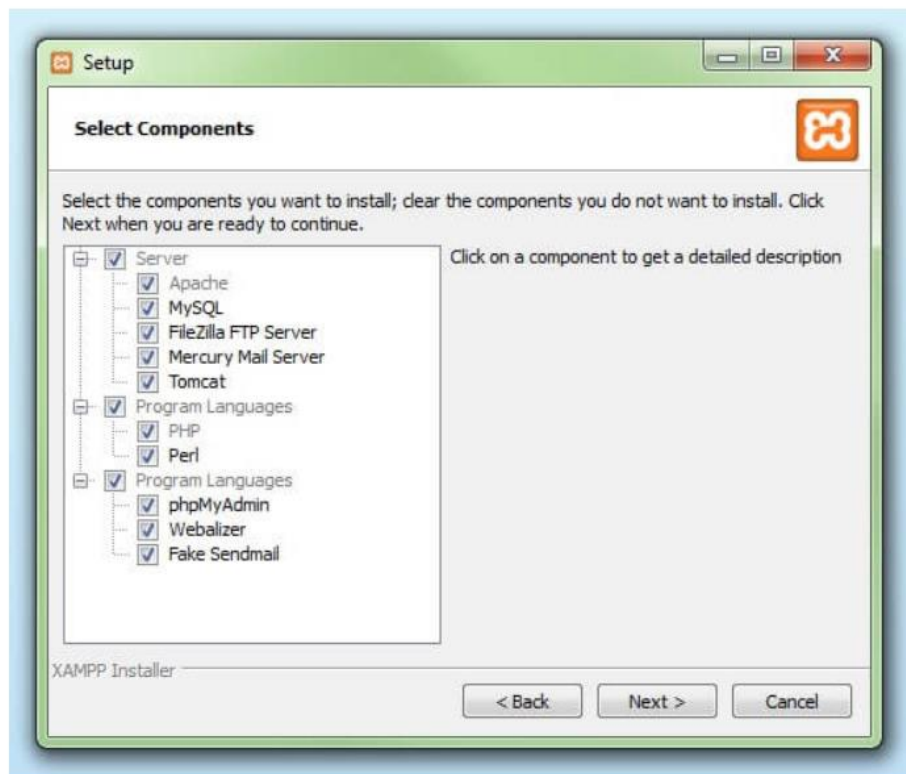 Setup
Select Components
Select the components you want to install; clear the components you do not want to install. Click
Next when you are ready to continue.
Server
Apache
MySQL
FileZilla FTP Server
Mercury Mail Server
Tomcat
Program Languages
PHP
Perl
Program Languages
phpMyAdmin
Webalizer
Fake Sendmail
Click on a component to get a detailed description
XAMPP Installer
< Back
Next >
Cancel